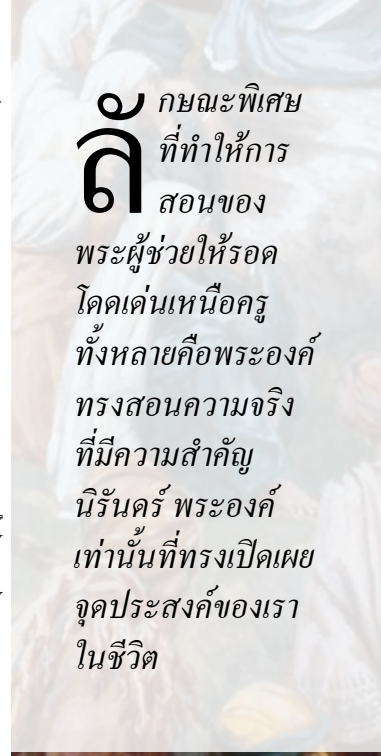 ลักษณะพิเศษ
ที่ทำให้การ
สอนของ
พระผู้ช่วยให้รอด
โดดเด่นเหนือครู
ทั้งหลายคือพระองค์
ทรงสอนความจริง
ที่มีความสำคัญ
นิรันดร์ พระองค์
เท่านั้นที่ทรงเปิดเผย
จุดประสงค์ของเรา
ในชีวิต